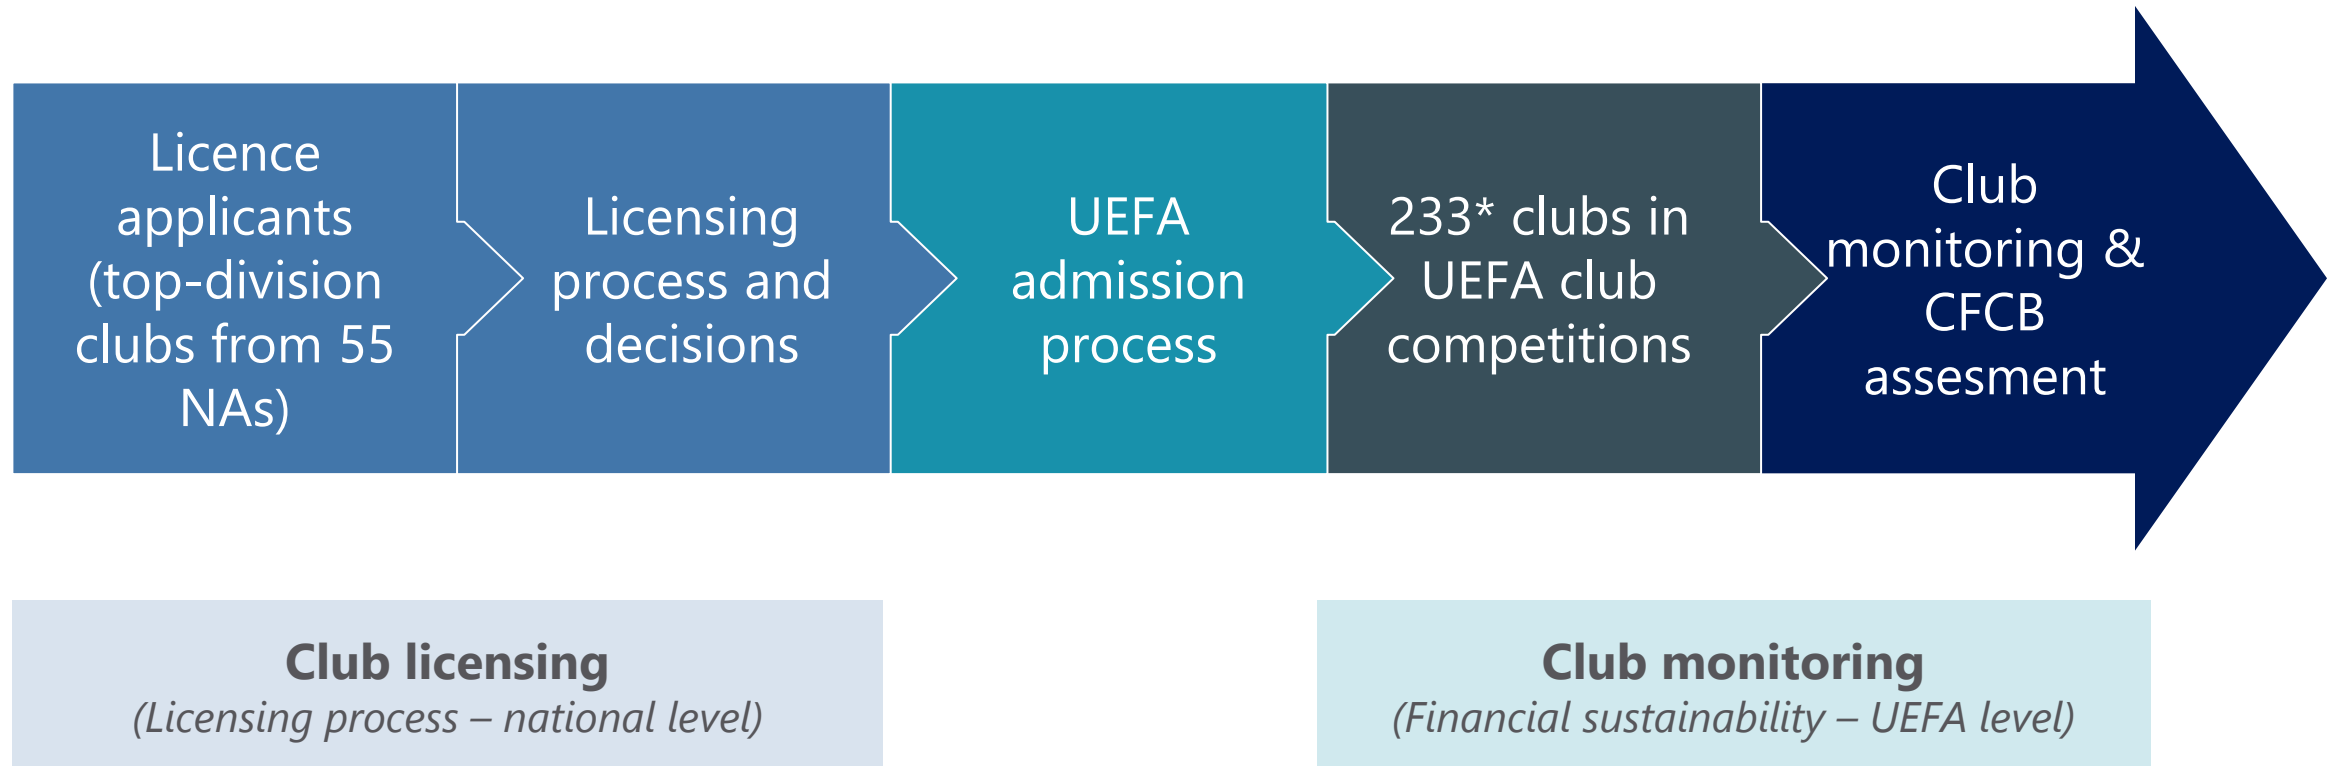 Licence
applicants
(top-division
clubs from 55
NAs)
Licensing
process and
decisions
UEFA
admission
process
233* clubs in
UEFA club
competitions
Club
monitoring &
CFCB
assesment
Club licensing
(Licensing process – national level)
Club monitoring
(Financial sustainability – UEFA level)